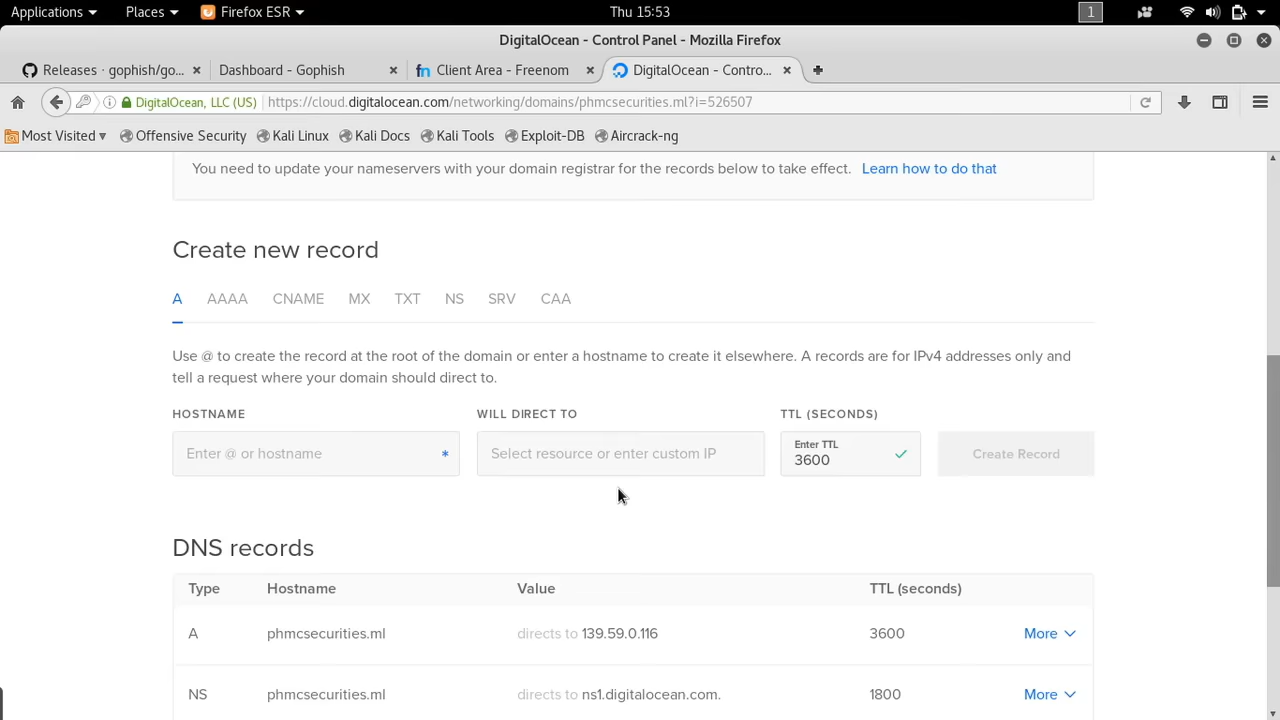 Applications Places Firefox ESR Thu 15:53 1
DigitalOcean - Control Panel - Mozilla Firefox
Releases · gophish/go... Dashboard - Gophish Client Area - Freenom DigitalOcean - Contro...
DigitalOcean, LLC (US) https://cloud.digitalocean.com/networking/domains/phmcsecurities.ml?i=526507
Most Visited Offensive Security Kali Linux Kali Docs Kali Tools Exploit-DB Aircrack-ng
You need to update your nameservers with your domain registrar for the records below to take effect. Learn how to do that
Create new record
A AAAA CNAME MX TXT NS SRV CAA
Use @ to create the record at the root of the domain or enter a hostname to create it elsewhere. A records are for IPv4 addresses only and
tell a request where your domain should direct to.
HOSTNAME WILL DIRECT TO TTL (SECONDS)
Enter @ or hostname * Select resource or enter custom IP Enter TTL 3600 Create Record
DNS records
Type Hostname Value TTL (seconds)
A phmcsecurities.ml directs to 139.59.0.116 3600 More
NS phmcsecurities.ml directs to ns1.digitalocean.com. 1800 More